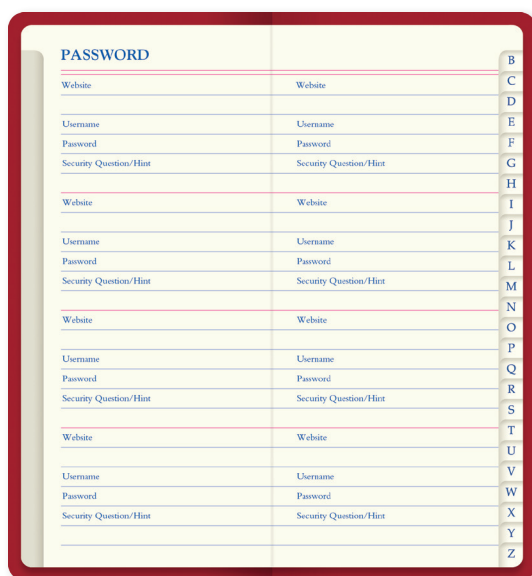 PASSWORD
Website Website
Username Username
Password Password
Security Question/Hint Security Question/Hint
Website Website
Username Username
Password Password
Security Question/Hint Security Question/Hint
Website Website
Username Username
Password Password
Security Question/Hint Security Question/Hint
Website Website
Username Username
Password Password
Security Question/Hint Security Question/Hint
B
C
D
E
F
G
H
I
J
K
L
M
N
O
P
Q
R
S
T
U
V
W
X
Y
Z